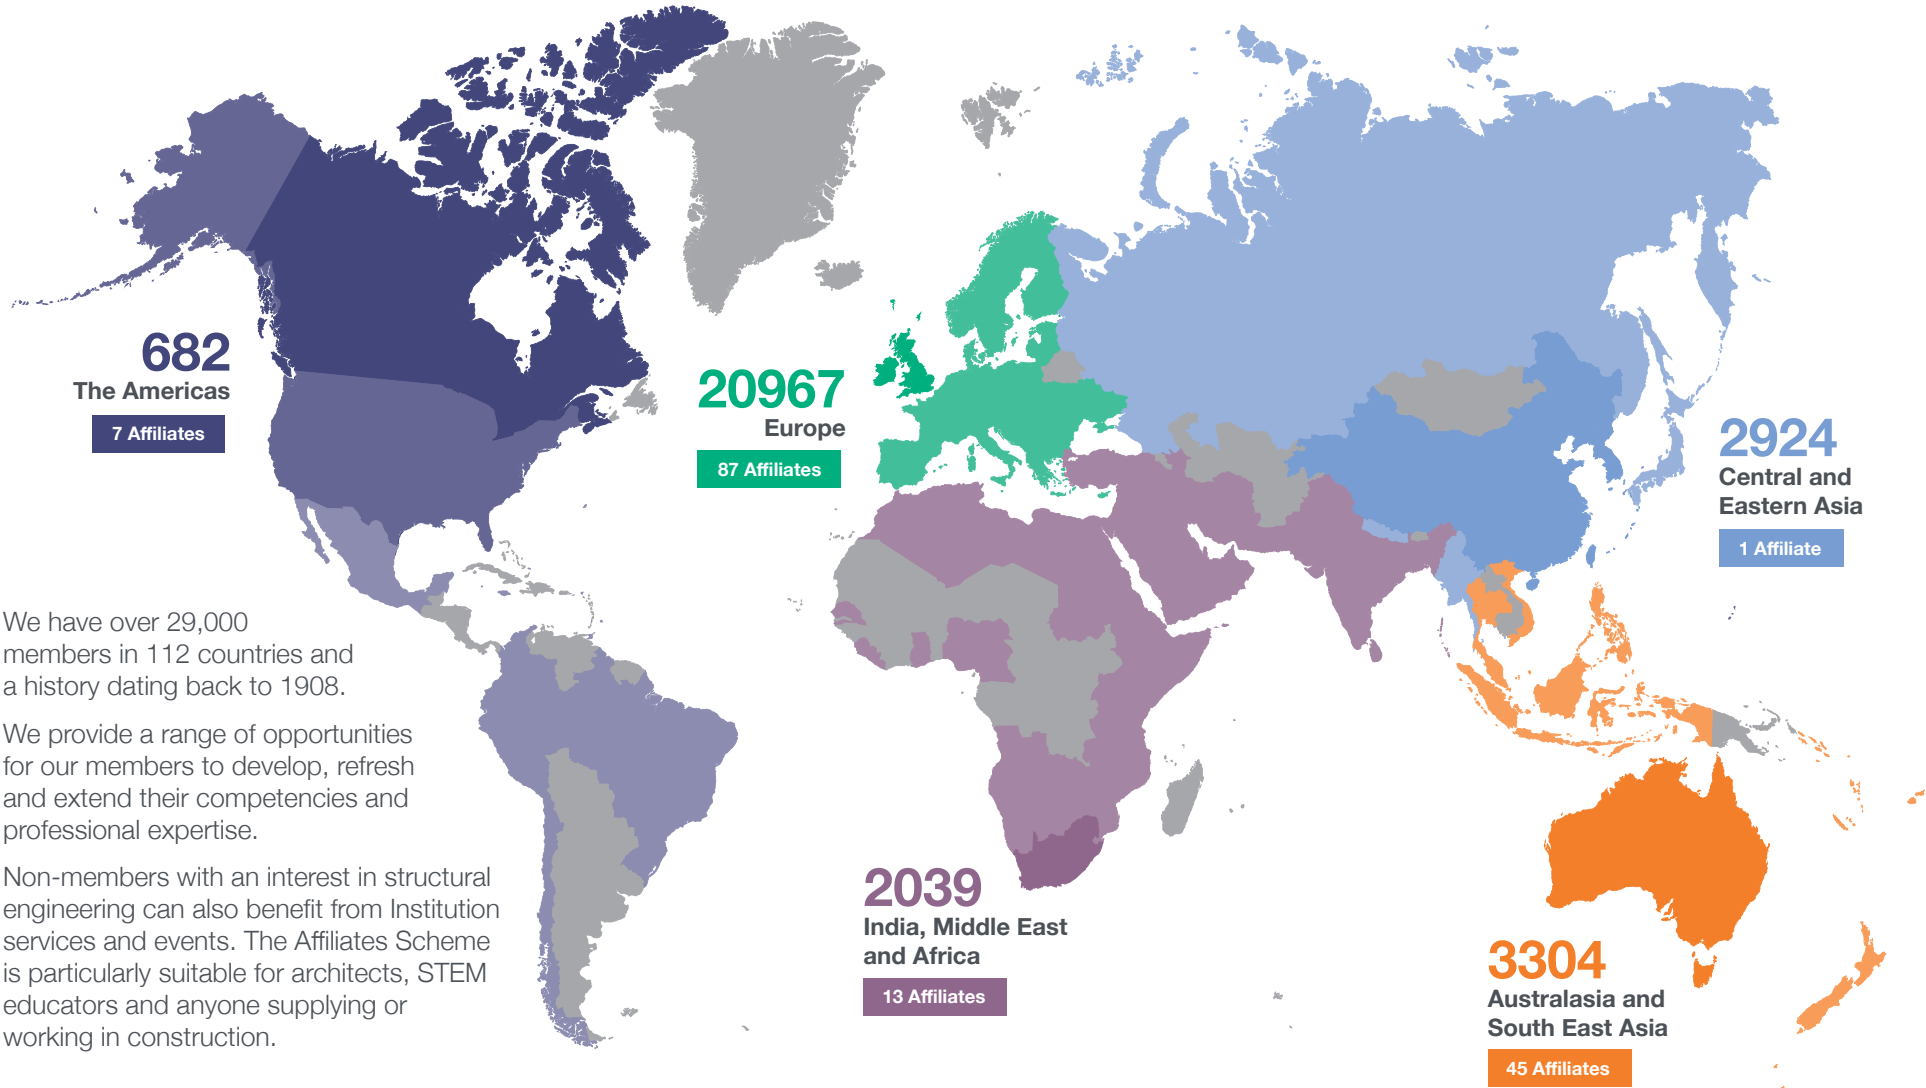 682
The Americas
7 Affiliates
20967
Europe
87 Affiliates
2924
Central and
Eastern Asia
1 Affiliate
We have over 29,000
members in 112 countries and
a history dating back to 1908.
We provide a range of opportunities
for our members to develop, refresh
and extend their competencies and
professional expertise.
Non-members with an interest in structural
engineering can also benefit from Institution
services and events. The Affiliates Scheme
is particularly suitable for architects, STEM
educators and anyone supplying or
working in construction.
2039
India, Middle East
and Africa
13 Affiliates
3304
Australasia and
South East Asia
45 Affiliates